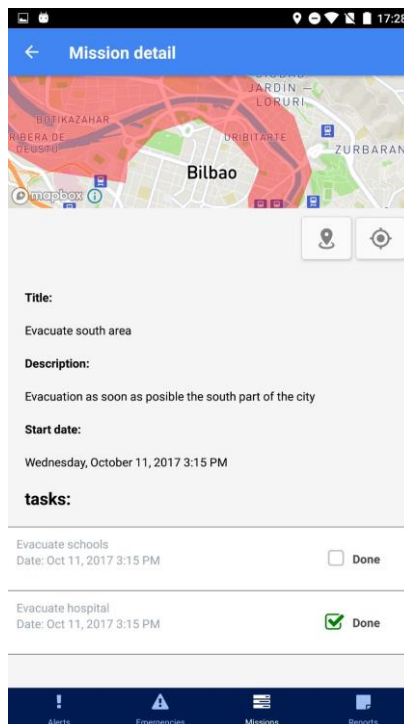 17:28
Mission detail
JARDIN -
LORURI
BOTIKAZAHAR
RIBERA DE
DEUSTU
URIBITARTE
ZURBARAN
Bilbao
mapbox
Title:
Evacuate south area
Description:
Evacuation as soon as posible the south part of the city
Start date:
Wednesday, October 11, 2017 3:15 PM
tasks:
Evacuate schools
Date: Oct 11, 2017 3:15 PM
Done
Evacuate hospital
Date: Oct 11, 2017 3:15 PM
Done
Alerts
Emergencies
Missions
Reports